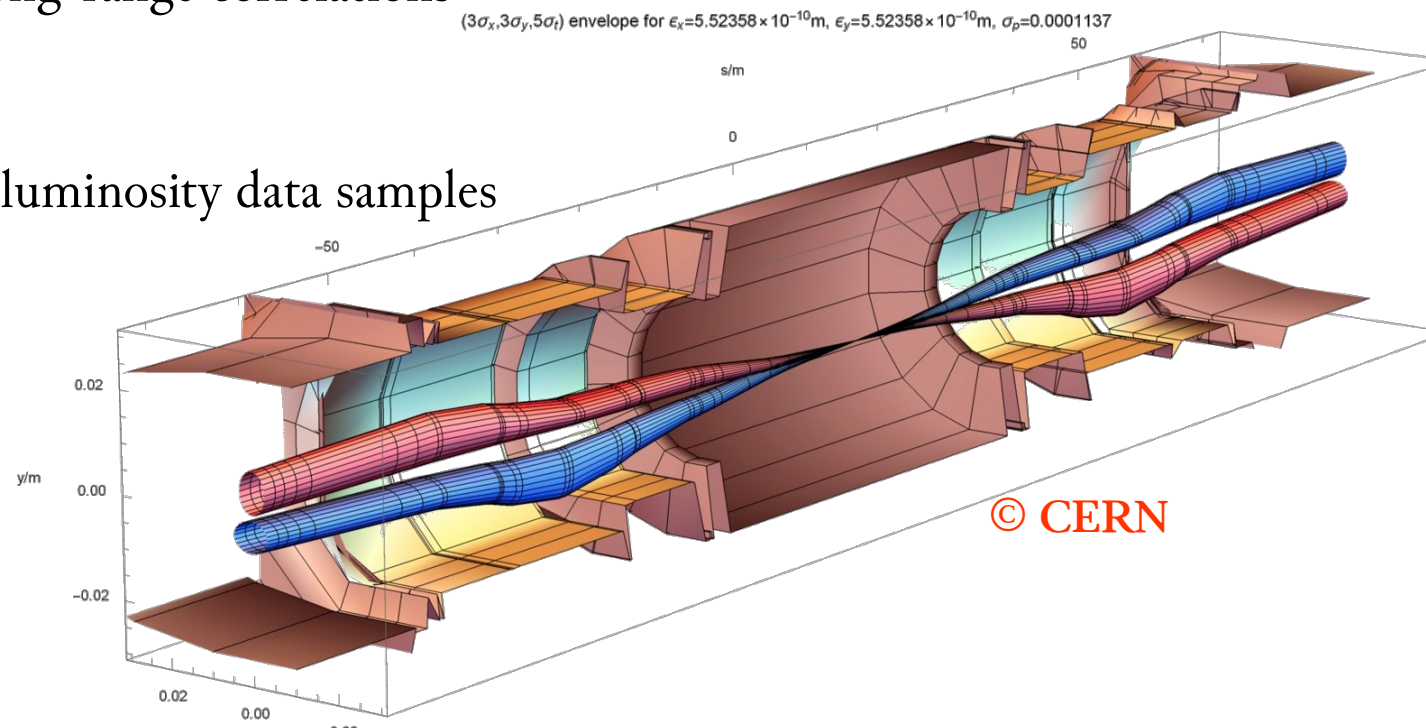 (3σx,3σy,5σt) envelope for ϵx=5.52358×10⁻¹⁰m, ϵy=5.52358×10⁻¹⁰m, σp=0.0001137
50
s/m
0
luminosity data samples
−50
0.02
y/m
0.00
© CERN
−0.02
0.02
0.00